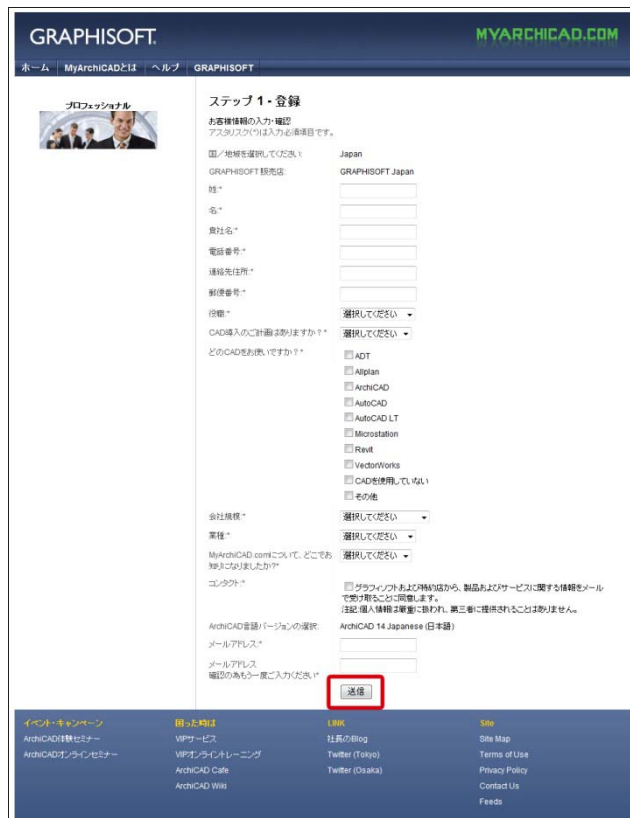 GRAPHISOFT.
MYARCHICAD.COM
ホーム MyArchiCADとは ヘルプ GRAPHISOFT
プロフェッショナル
ステップ 1 - 登録
お客様情報の入力・確認
アスタリスク(*)は入力必須項目です。
国／地域を選択してください: Japan
GRAPHISOFT 販売店: GRAPHISOFT Japan
姓:*
名:*
貴社名:*
電話番号:*
連絡先住所:*
郵便番号:*
役職:* 選択してください
CAD導入のご計画はありますか？* 選択してください
どのCADをお使いですか？*
ADT
Allplan
ArchiCAD
AutoCAD
AutoCAD LT
Microstation
Revit
VectorWorks
CADを使用していない
その他
会社規模:* 選択してください
業種:* 選択してください
MyArchiCAD.comについて、どこでお 選択してください
知りになりましたか?*
コンタクト:* グラフィソフトおよび特約店から、製品およびサービスに関する情報をメール
で受け取ることに同意します。
注記:個人情報は厳重に扱われ、第三者に提供されることはありません。
ArchiCAD言語バージョンの選択: ArchiCAD 14 Japanese (日本語)
メールアドレス:*
メールアドレス
確認の為もう一度ご入力ください*
送信
イベント・キャンペーン 困った時は LINK Site
ArchiCAD体験セミナー VIPサービス 社長のBlog Site Map
ArchiCADオンラインセミナー VIPオンライントレーニング Twitter (Tokyo) Terms of Use
ArchiCAD Cafe Twitter (Osaka) Privacy Policy
ArchiCAD Wiki Contact Us
Feeds